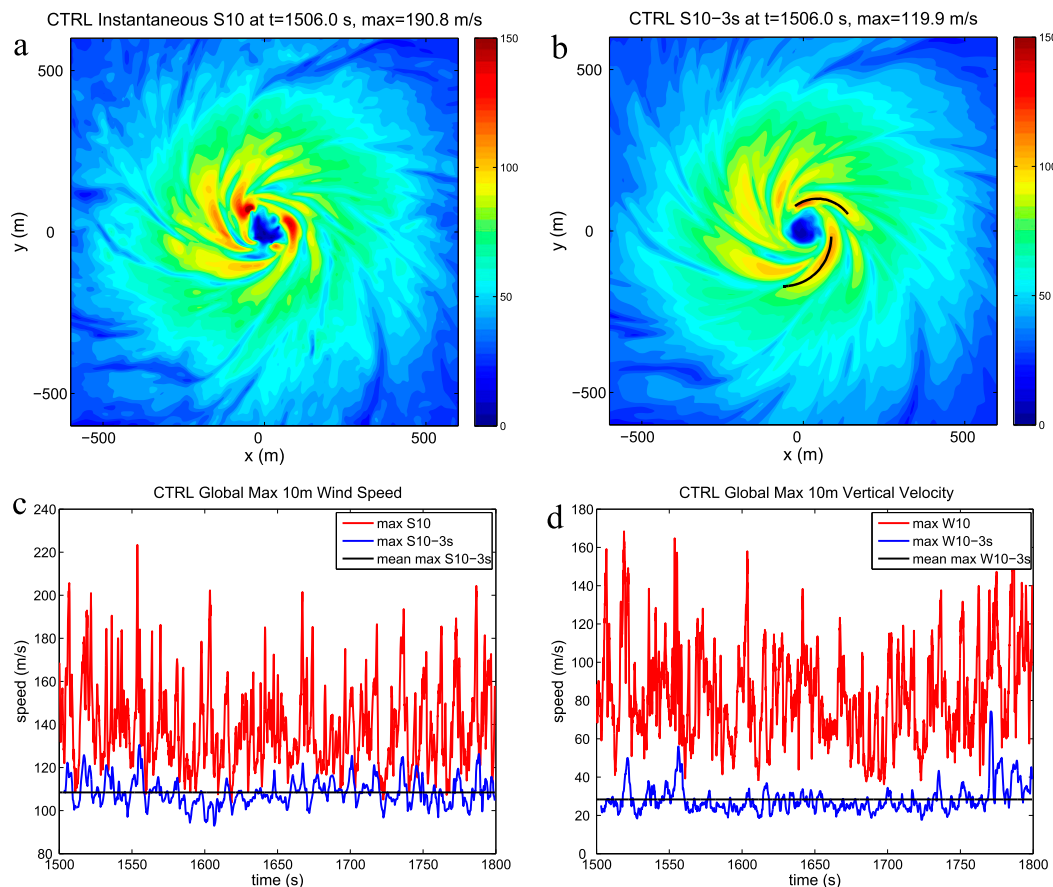 CTRL Instantaneous S10 at t=1506.0 s, max=190.8 m/s
a
500
0
−500
y (m)
−500
0
500
x (m)
150
100
50
0
CTRL S10−3s at t=1506.0 s, max=119.9 m/s
b
500
0
−500
y (m)
−500
0
500
x (m)
150
100
50
0
CTRL Global Max 10m Wind Speed
c
240
220
200
180
160
140
120
100
80
speed (m/s)
max S10
max S10−3s
mean max S10−3s
1500
1550
1600
1650
1700
1750
1800
time (s)
CTRL Global Max 10m Vertical Velocity
d
180
160
140
120
100
80
60
40
20
0
speed (m/s)
max W10
max W10−3s
mean max W10−3s
1500
1550
1600
1650
1700
1750
1800
time (s)